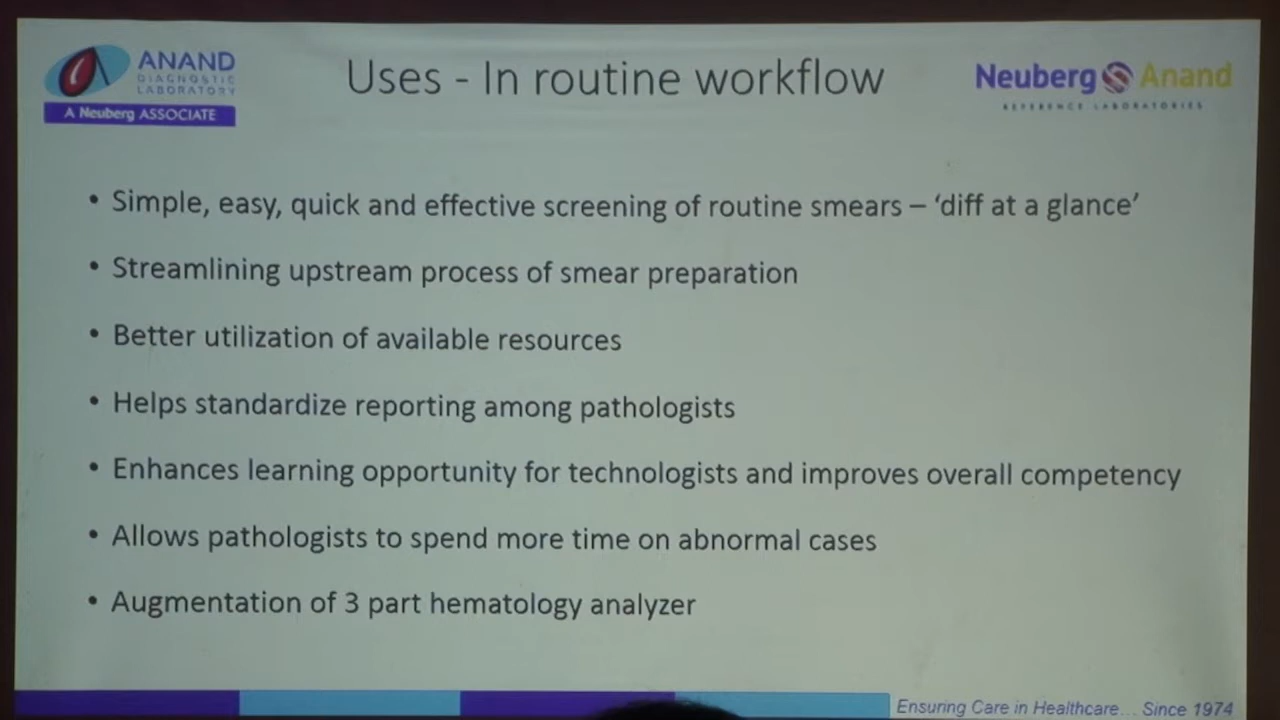 ANAND
DIAGNOSTIC
LABORATORY
A Neuberg ASSOCIATE
Uses - In routine workflow
Neuberg Anand
REFERENCE LABORATORIES
• Simple, easy, quick and effective screening of routine smears – ‘diff at a glance’
• Streamlining upstream process of smear preparation
• Better utilization of available resources
• Helps standardize reporting among pathologists
• Enhances learning opportunity for technologists and improves overall competency
• Allows pathologists to spend more time on abnormal cases
• Augmentation of 3 part hematology analyzer
Ensuring Care in Healthcare... Since 1974